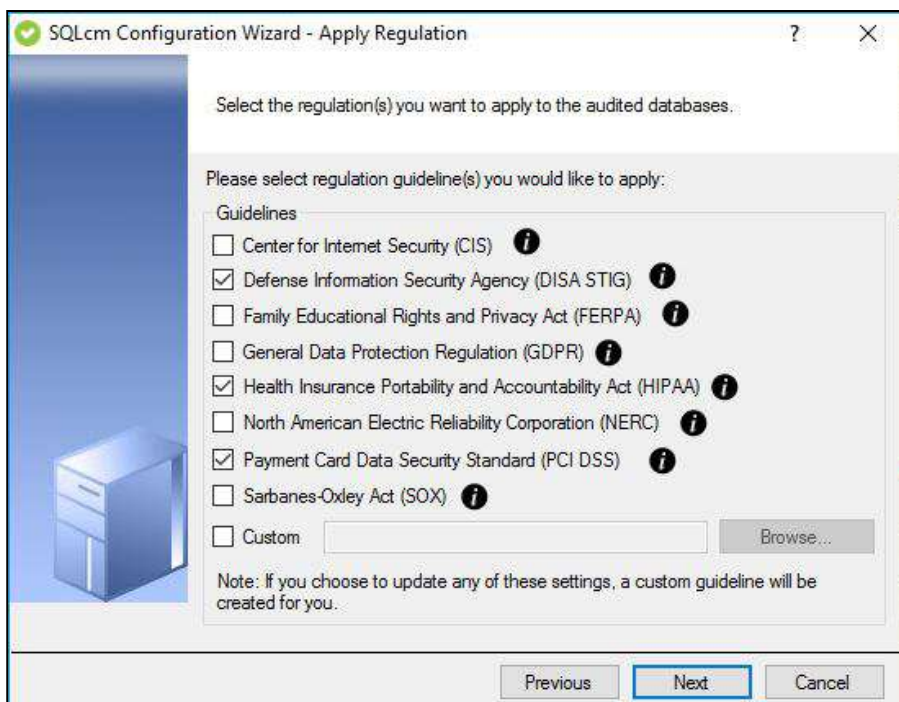 SQLcm Configuration Wizard - Apply Regulation
Select the regulation(s) you want to apply to the audited databases.
Please select regulation guideline(s) you would like to apply:
Guidelines
Center for Internet Security (CIS)
Defense Information Security Agency (DISA STIG)
Family Educational Rights and Privacy Act (FERPA)
General Data Protection Regulation (GDPR)
Health Insurance Portability and Accountability Act (HIPAA)
North American Electric Reliability Corporation (NERC)
Payment Card Data Security Standard (PCI DSS)
Sarbanes-Oxley Act (SOX)
Custom
Browse...
Note: If you choose to update any of these settings, a custom guideline will be
created for you.
Previous
Next
Cancel